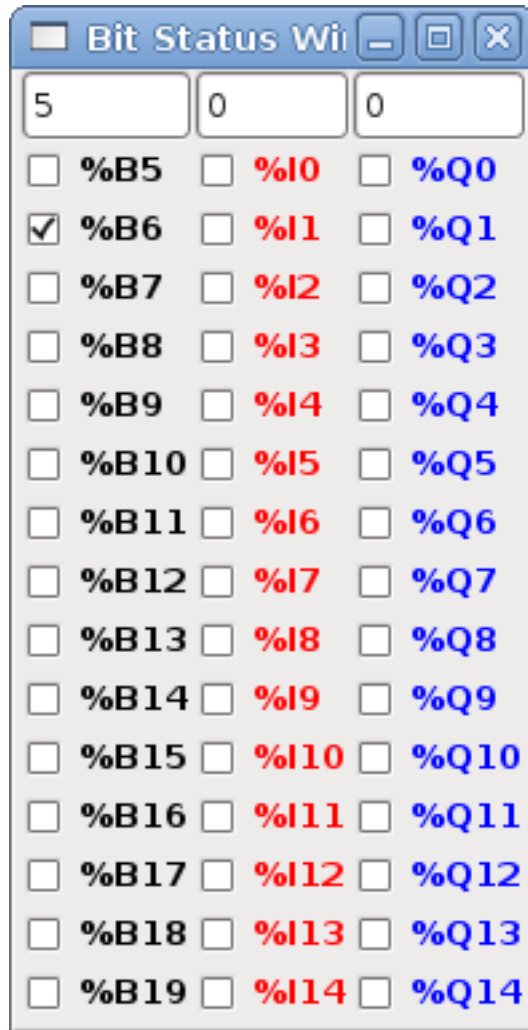 Bit Status Wi
5 0 0
%B5 %I0 %Q0
%B6 %I1 %Q1
%B7 %I2 %Q2
%B8 %I3 %Q3
%B9 %I4 %Q4
%B10 %I5 %Q5
%B11 %I6 %Q6
%B12 %I7 %Q7
%B13 %I8 %Q8
%B14 %I9 %Q9
%B15 %I10 %Q10
%B16 %I11 %Q11
%B17 %I12 %Q12
%B18 %I13 %Q13
%B19 %I14 %Q14